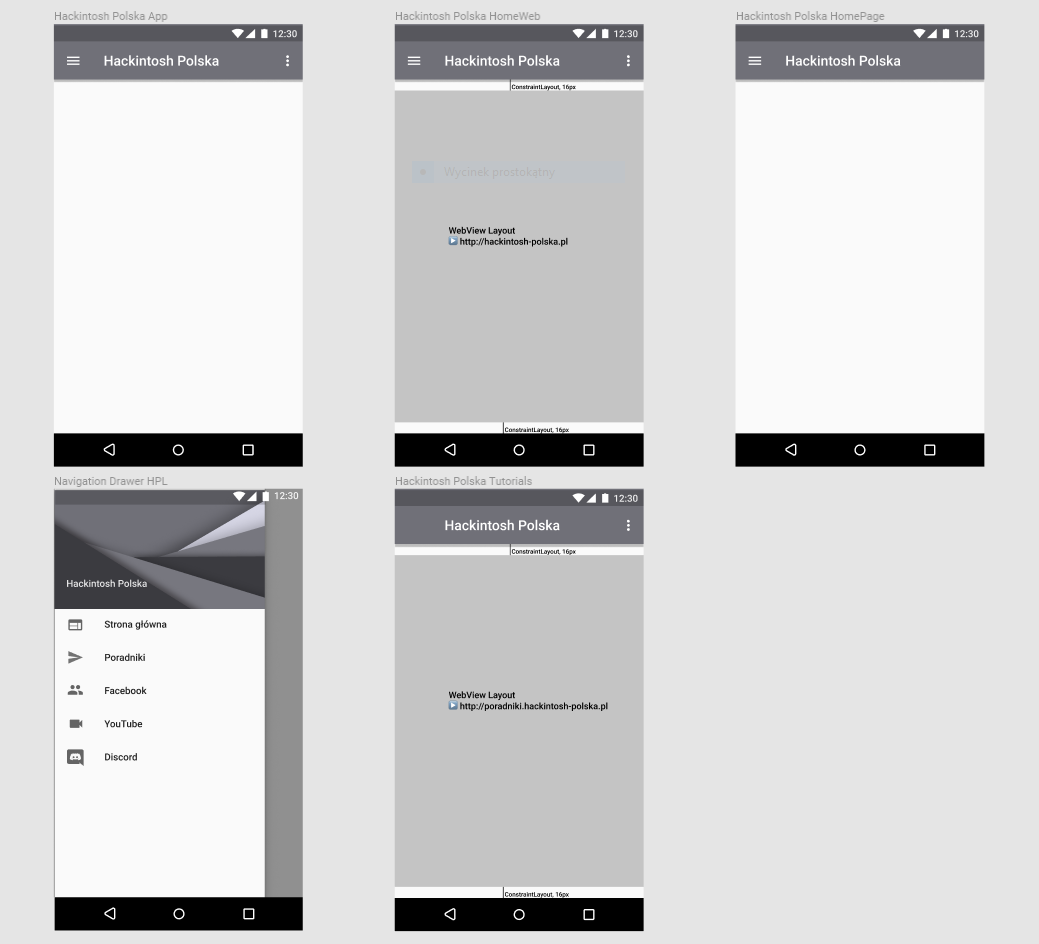 Hackintosh Polska App
12:30
Hackintosh Polska
Hackintosh Polska HomeWeb
12:30
Hackintosh Polska
ConstraintLayout, 16px
Wycinek prostokątny
WebView Layout
http://hackintosh-polska.pl
ConstraintLayout, 16px
Hackintosh Polska HomePage
12:30
Hackintosh Polska
Navigation Drawer HPL
12:30
Hackintosh Polska
Strona główna
Poradniki
Facebook
YouTube
Discord
Hackintosh Polska Tutorials
12:30
Hackintosh Polska
ConstraintLayout, 16px
WebView Layout
http://poradniki.hackintosh-polska.pl
ConstraintLayout, 16px